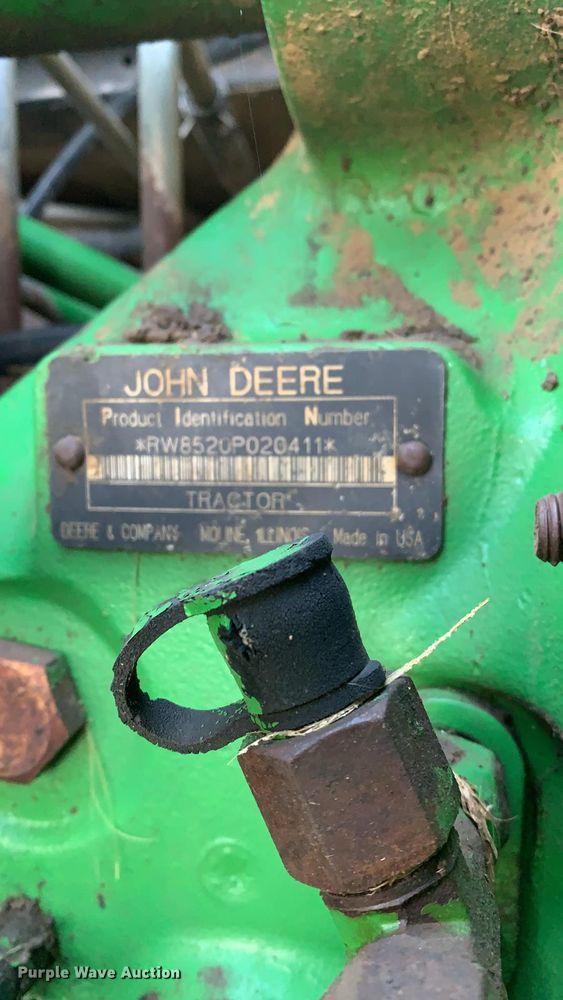 JOHN DEERE
Product Identification Number
*RW8520P020411*
TRACTOR
DEERE & COMPANY MOLINE, ILLINOIS Made in USA
Purple Wave Auction